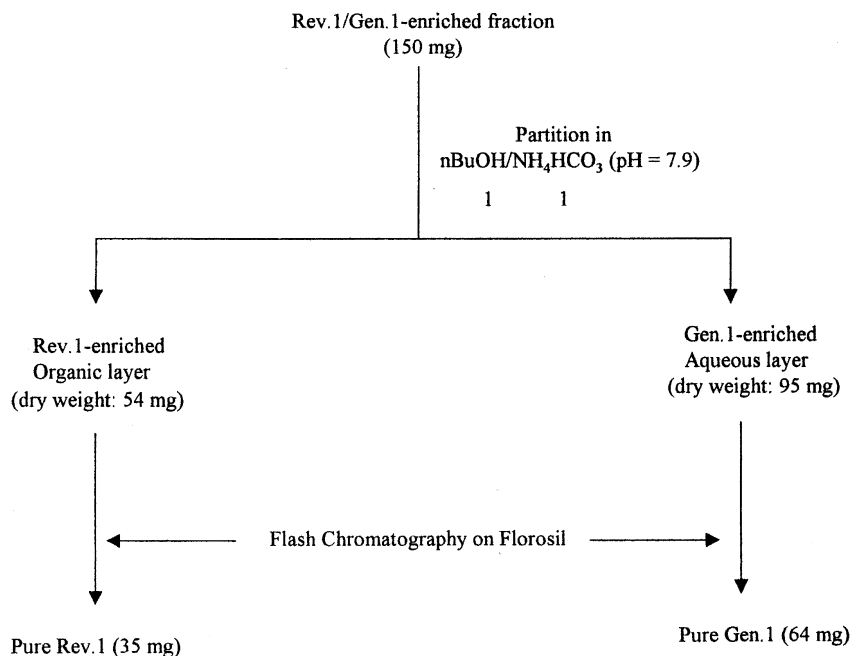 Rev.1/Gen.1-enriched fraction
(150 mg)
Partition in
nBuOH/NH₄HCO₃ (pH = 7.9)
1 1
Rev.1-enriched
Organic layer
(dry weight: 54 mg)
Gen.1-enriched
Aqueous layer
(dry weight: 95 mg)
Flash Chromatography on Florosil
Pure Rev.1 (35 mg)
Pure Gen.1 (64 mg)